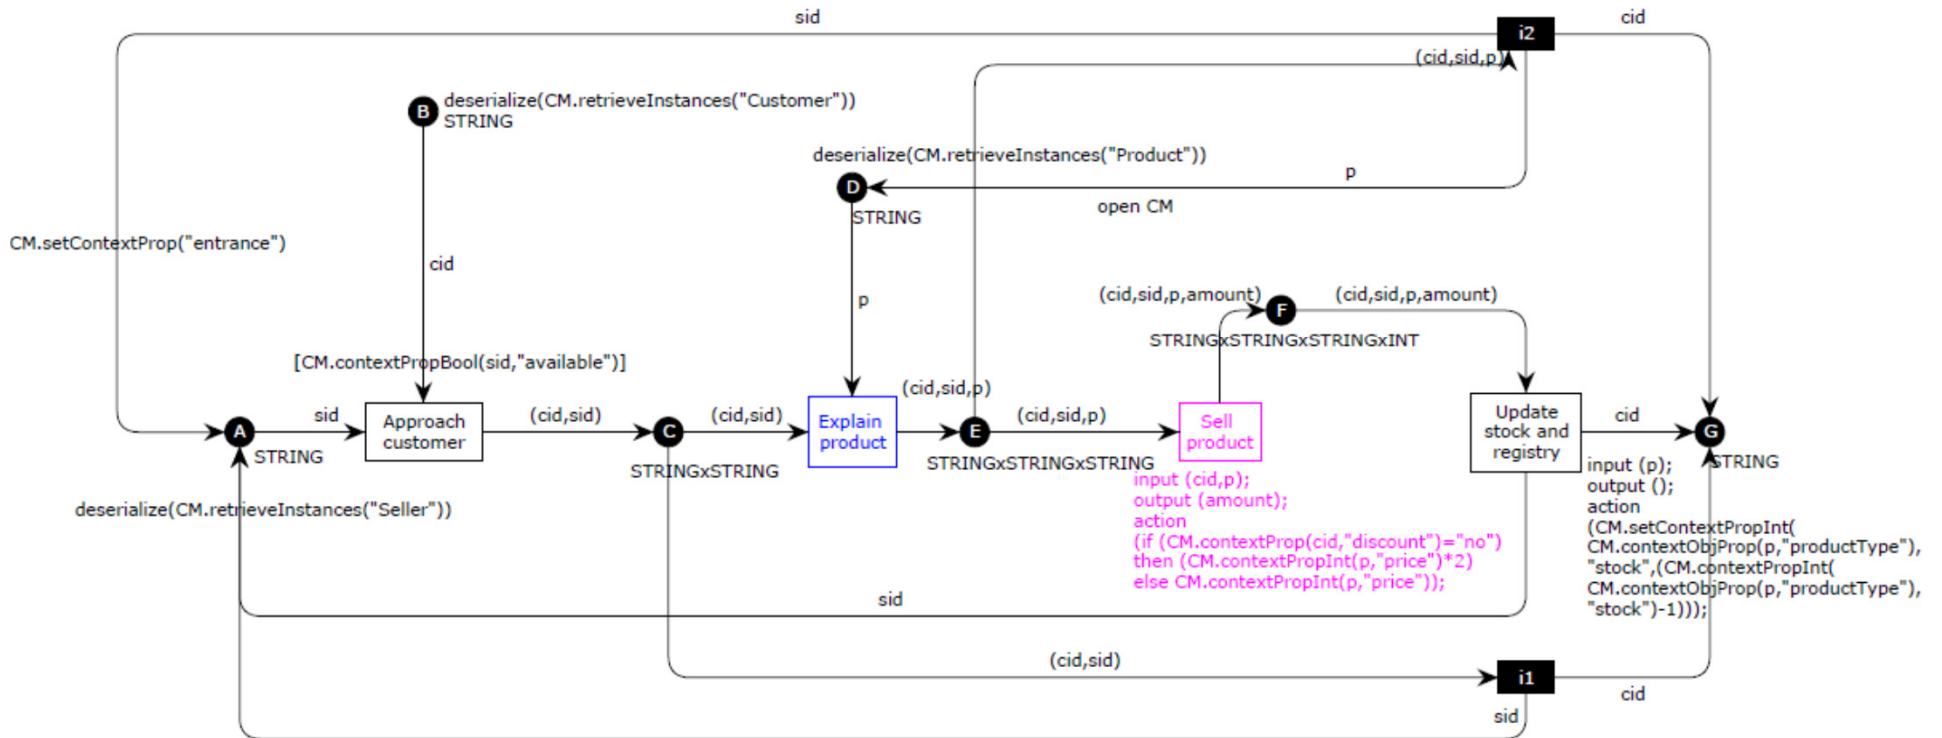 sid
i2
cid
(cid,sid,p)
B
deserialize(CM.retrieveInstances("Customer"))
STRING
deserialize(CM.retrieveInstances("Product"))
p
D
STRING
open CM
CM.setContextProp("entrance")
cid
p
(cid,sid,p,amount)
F
(cid,sid,p,amount)
STRINGxSTRINGxSTRINGxINT
[CM.contextPropBool(sid,"available")]
A
sid
STRING
Approach
customer
(cid,sid)
C
STRINGxSTRING
(cid,sid)
Explain
product
(cid,sid,p)
E
STRINGxSTRINGxSTRING
(cid,sid,p)
Sell
product
input (cid,p);
output (amount);
action
(if (CM.contextProp(cid,"discount")="no")
then (CM.contextPropInt(p,"price")*2)
else CM.contextPropInt(p,"price"));
Update
stock and
registry
cid
G
STRING
input (p);
output ();
action
(CM.setContextPropInt(
CM.contextObjProp(p,"productType"),
"stock",(CM.contextPropInt(
CM.contextObjProp(p,"productType"),
"stock")-1)));
deserialize(CM.retrieveInstances("Seller"))
sid
(cid,sid)
i1
cid
sid